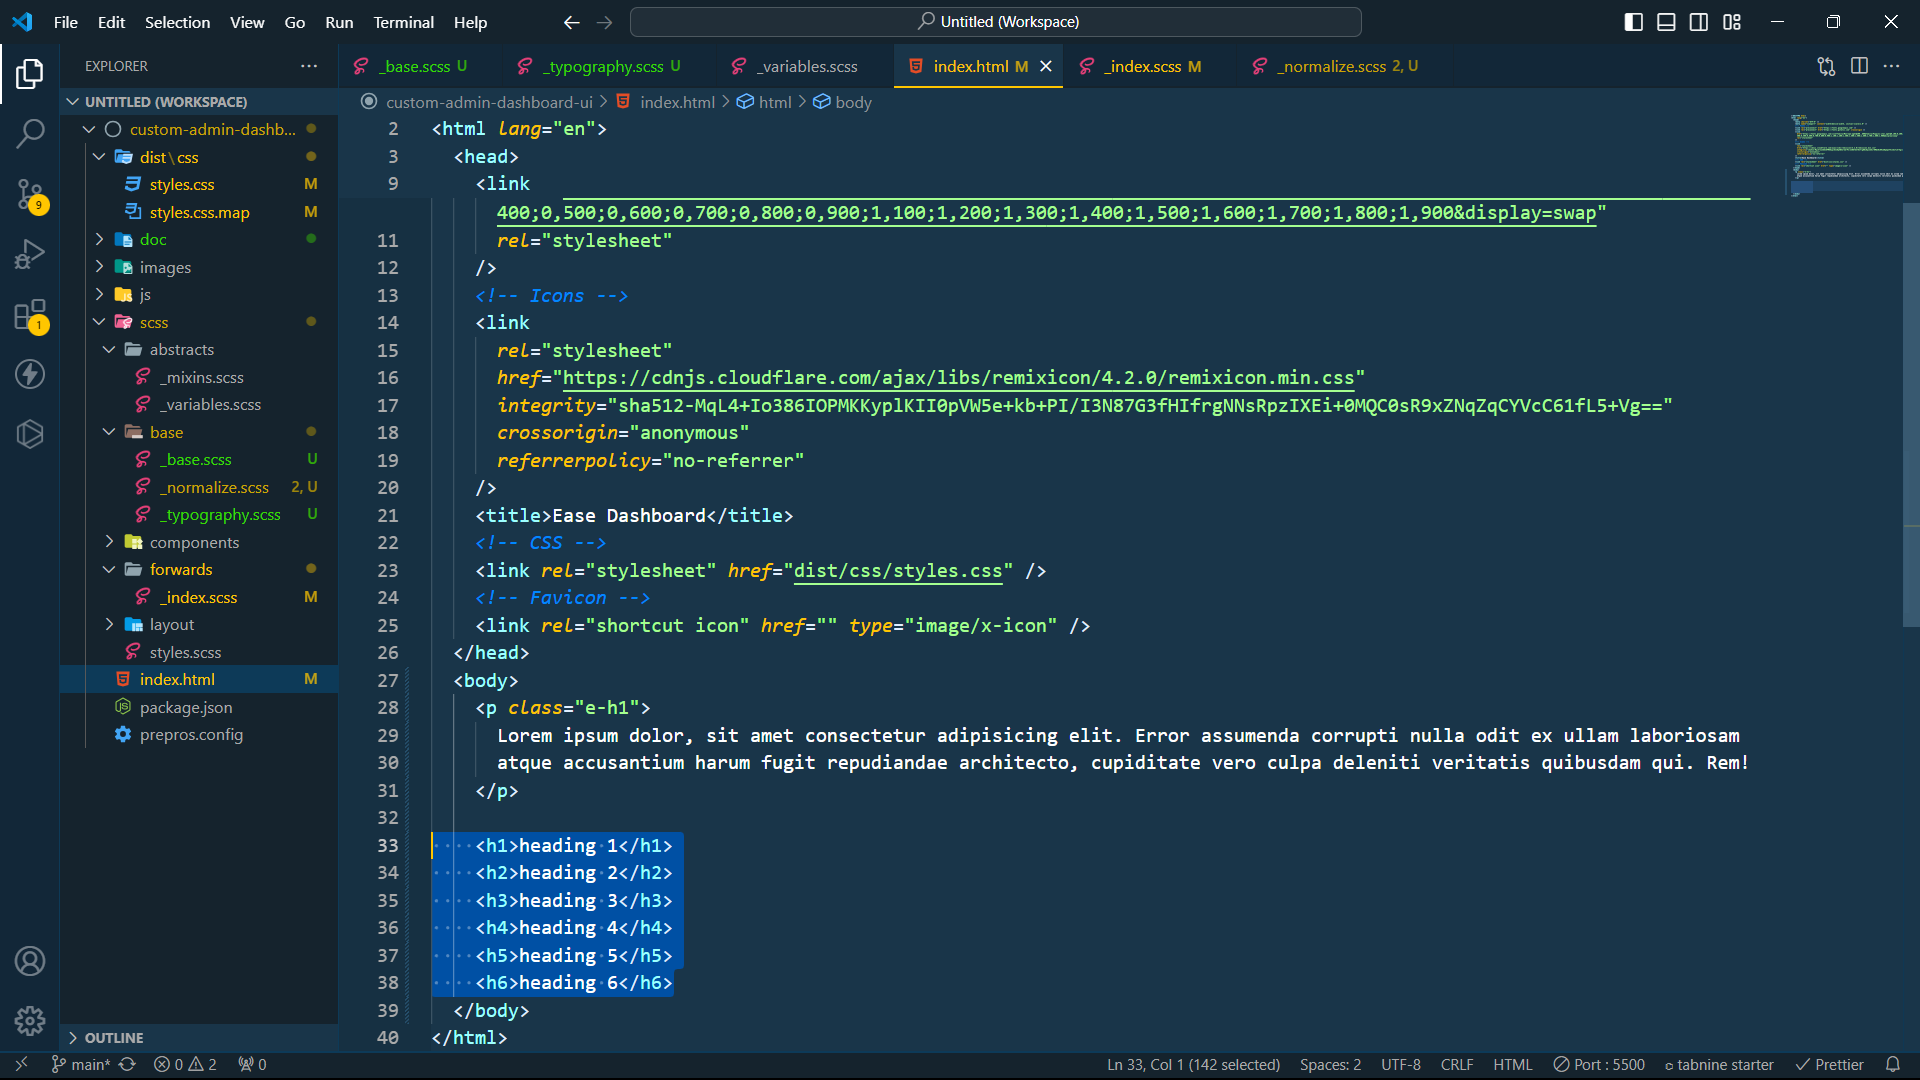 File Edit Selection View Go Run Terminal Help
Untitled (Workspace)
EXPLORER
_base.scss U
_typography.scss U
_variables.scss
index.html M
_index.scss M
_normalize.scss 2, U
UNTITLED (WORKSPACE)
custom-admin-dashb...
dist\css
styles.css M
styles.css.map M
doc
images
js
scss
abstracts
_mixins.scss
_variables.scss
base
_base.scss U
_normalize.scss 2, U
_typography.scss U
components
forwards
_index.scss M
layout
styles.scss
index.html M
package.json
prepros.config
OUTLINE
9
1
custom-admin-dashboard-ui > index.html > html > body
2 <html lang="en">
3 <head>
9 <link
400;0,500;0,600;0,700;0,800;0,900;1,100;1,200;1,300;1,400;1,500;1,600;1,700;1,800;1,900&display=swap"
11 rel="stylesheet"
12 />
13 <!-- Icons -->
14 <link
15 rel="stylesheet"
16 href="https://cdnjs.cloudflare.com/ajax/libs/remixicon/4.2.0/remixicon.min.css"
17 integrity="sha512-MqL4+Io386IOPMKKyplKII0pVW5e+kb+PI/I3N87G3fHIfrgNNsRpzIXEi+0MQC0sR9xZNqZqCYVcC61fL5+Vg=="
18 crossorigin="anonymous"
19 referrerpolicy="no-referrer"
20 />
21 <title>Ease Dashboard</title>
22 <!-- CSS -->
23 <link rel="stylesheet" href="dist/css/styles.css" />
24 <!-- Favicon -->
25 <link rel="shortcut icon" href="" type="image/x-icon" />
26 </head>
27 <body>
28 <p class="e-h1">
29 Lorem ipsum dolor, sit amet consectetur adipisicing elit. Error assumenda corrupti nulla odit ex ullam laboriosam
30 atque accusantium harum fugit repudiandae architecto, cupiditate vero culpa deleniti veritatis quibusdam qui. Rem!
31 </p>
32
33 <h1>heading 1</h1>
34 <h2>heading 2</h2>
35 <h3>heading 3</h3>
36 <h4>heading 4</h4>
37 <h5>heading 5</h5>
38 <h6>heading 6</h6>
39 </body>
40 </html>
main* 0 2 0
Ln 33, Col 1 (142 selected) Spaces: 2 UTF-8 CRLF HTML Port : 5500 tabnine starter Prettier